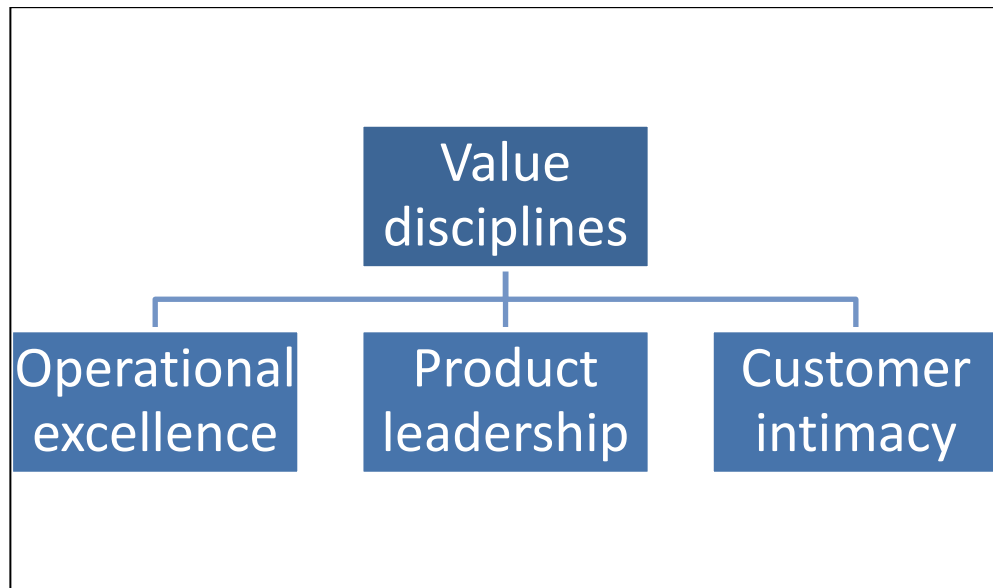 Value
disciplines
Operational
excellence
Product
leadership
Customer
intimacy